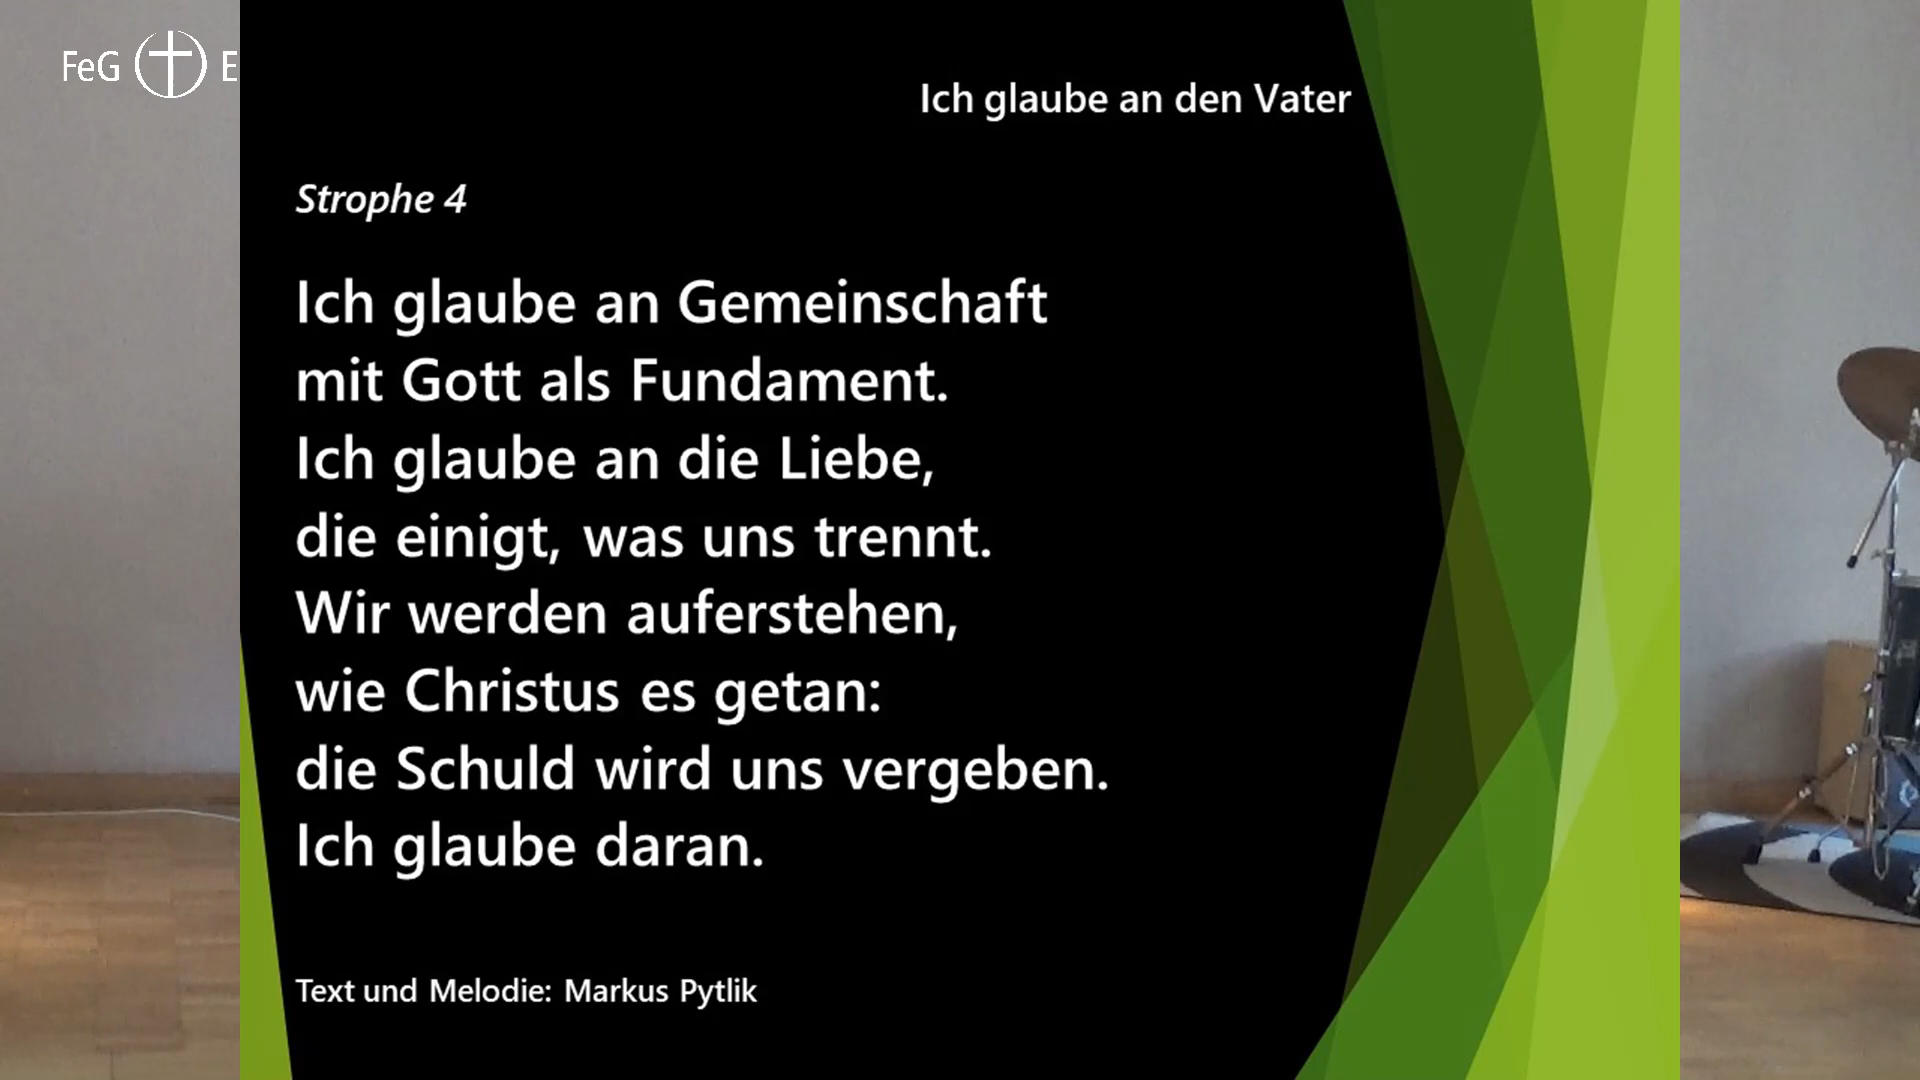 FeG E
Ich glaube an den Vater
Strophe 4
Ich glaube an Gemeinschaft
mit Gott als Fundament.
Ich glaube an die Liebe,
die einigt, was uns trennt.
Wir werden auferstehen,
wie Christus es getan:
die Schuld wird uns vergeben.
Ich glaube daran.
Text und Melodie: Markus Pytlik